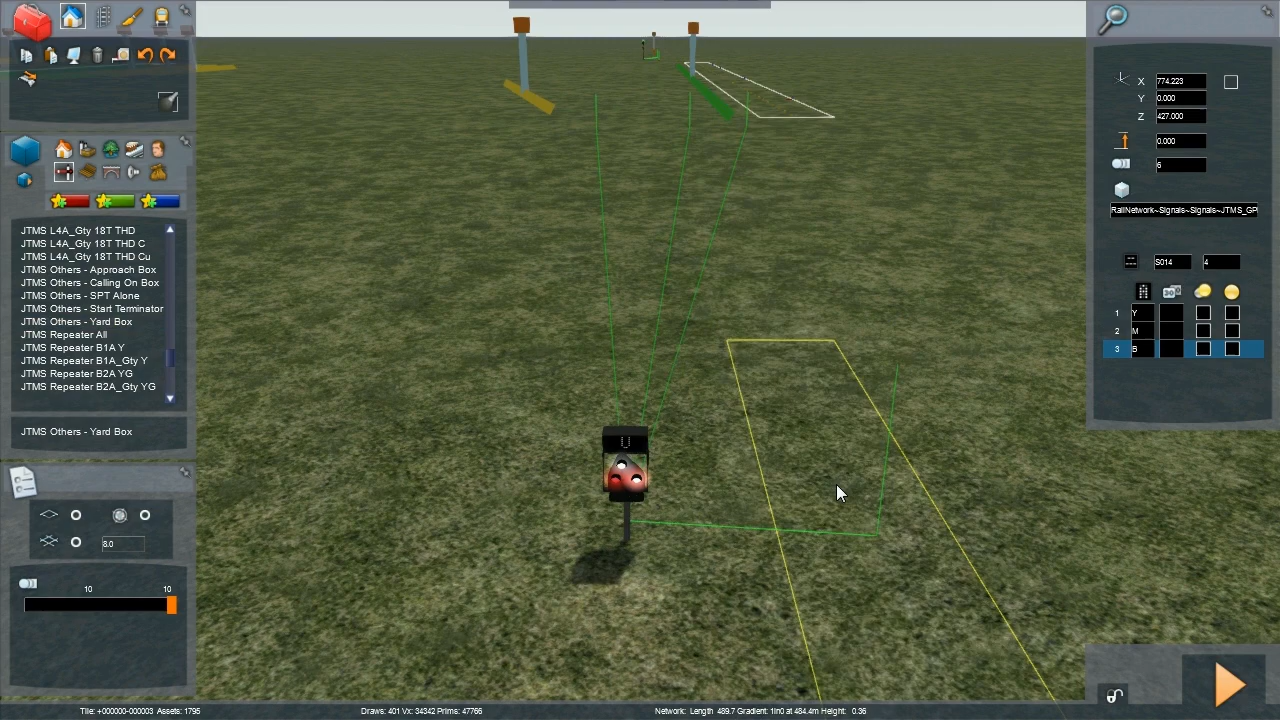 JTMS L4A_Gty 18T THD
JTMS L4A_Gty 18T THD C
JTMS L4A_Gty 18T THD Cu
JTMS Others - Approach Box
JTMS Others - Calling On Box
JTMS Others - SPT Alone
JTMS Others - Start Terminator
JTMS Others - Yard Box
JTMS Repeater All
JTMS Repeater B1A Y
JTMS Repeater B1A_Gty Y
JTMS Repeater B2A YG
JTMS Repeater B2A_Gty YG
JTMS Others - Yard Box
8.0
10 10
X 774.223
Y 0.000
Z 427.000
0.000
6
RailNetwork~Signals~Signals~JTMS_GP
S014 4
1 Y
2 M
3 B
U
Tile: +000000-000003 Assets: 1795
Draws: 401 Vx: 34342 Prims: 47766
Network: Length 489.7 Gradient: 1in0 at 484.4m Height: 0.36